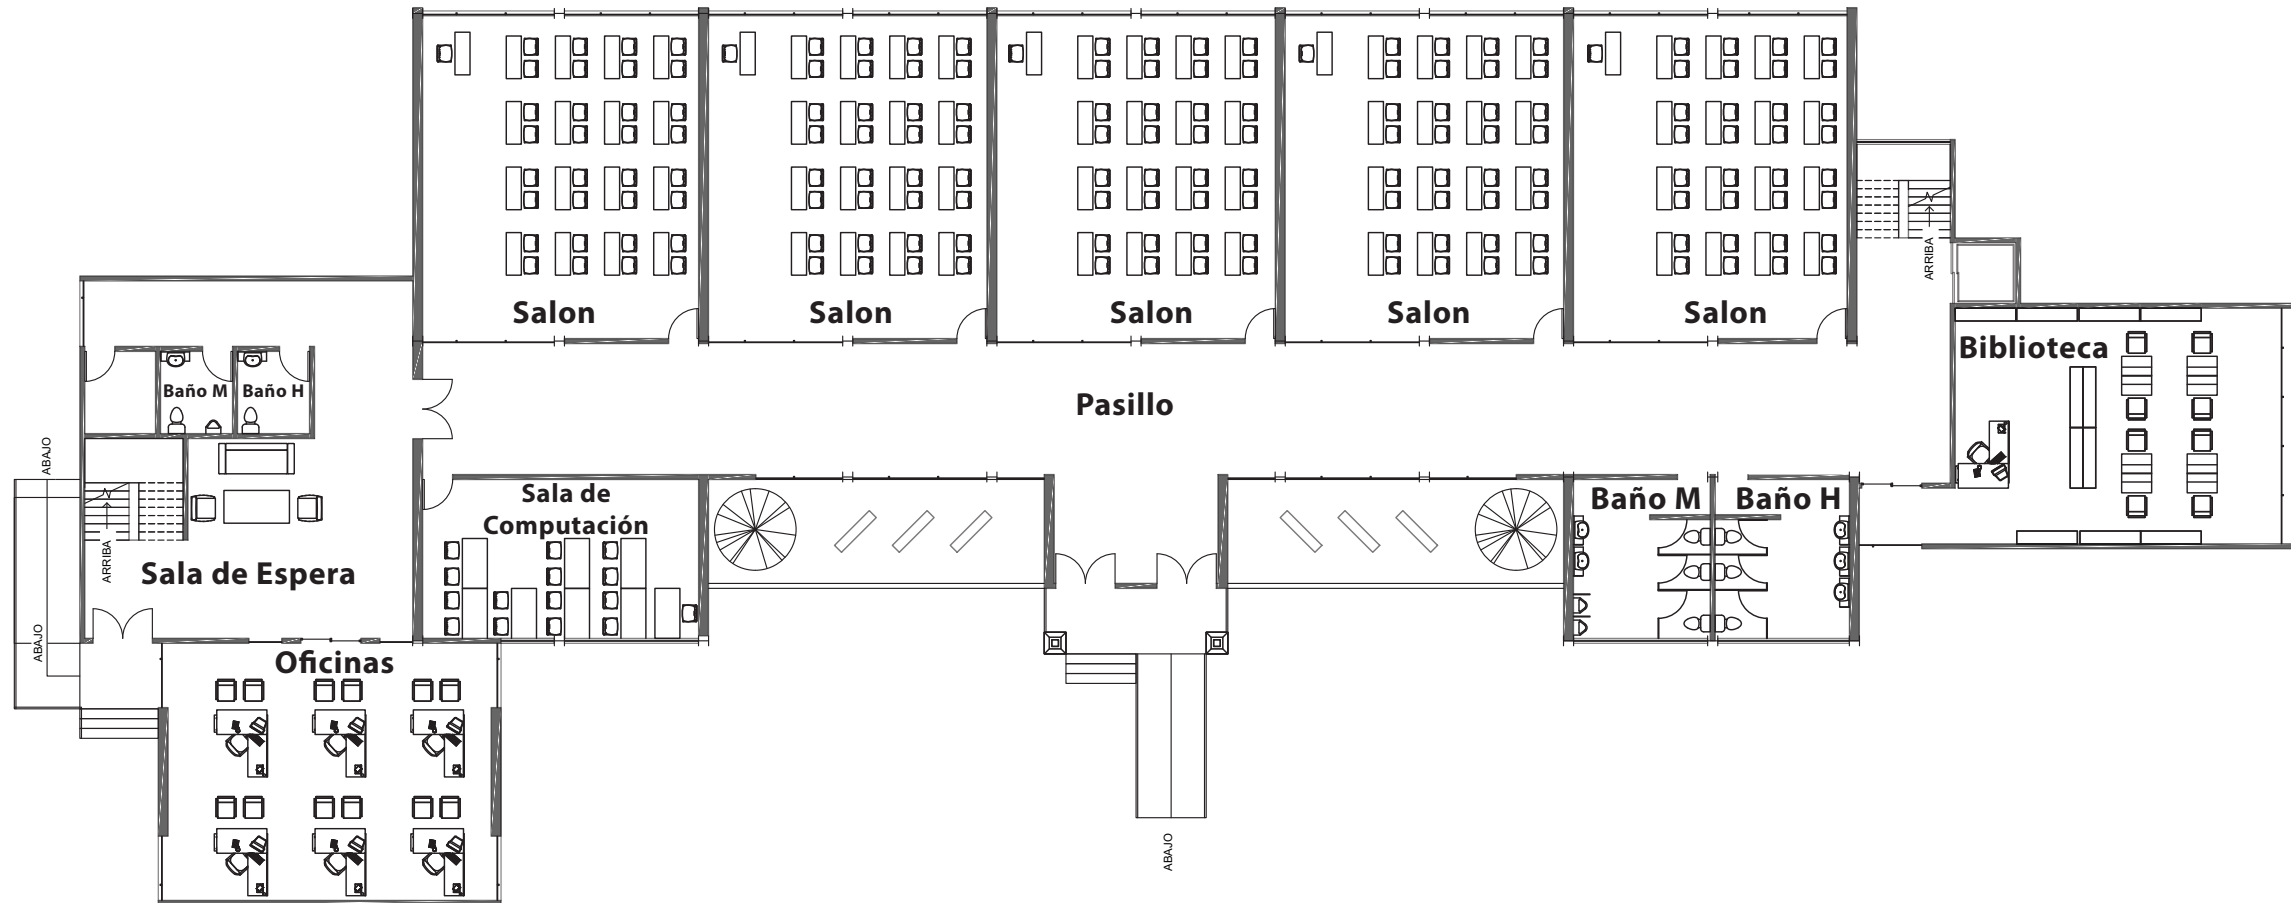 Salon
Salon
Salon
Salon
Salon
ARRIBA
Biblioteca
Baño M
Baño H
Pasillo
ABAJO
Sala de
Computación
Baño M
Baño H
ARRIBA
Sala de Espera
ABAJO
Oficinas
ABAJO